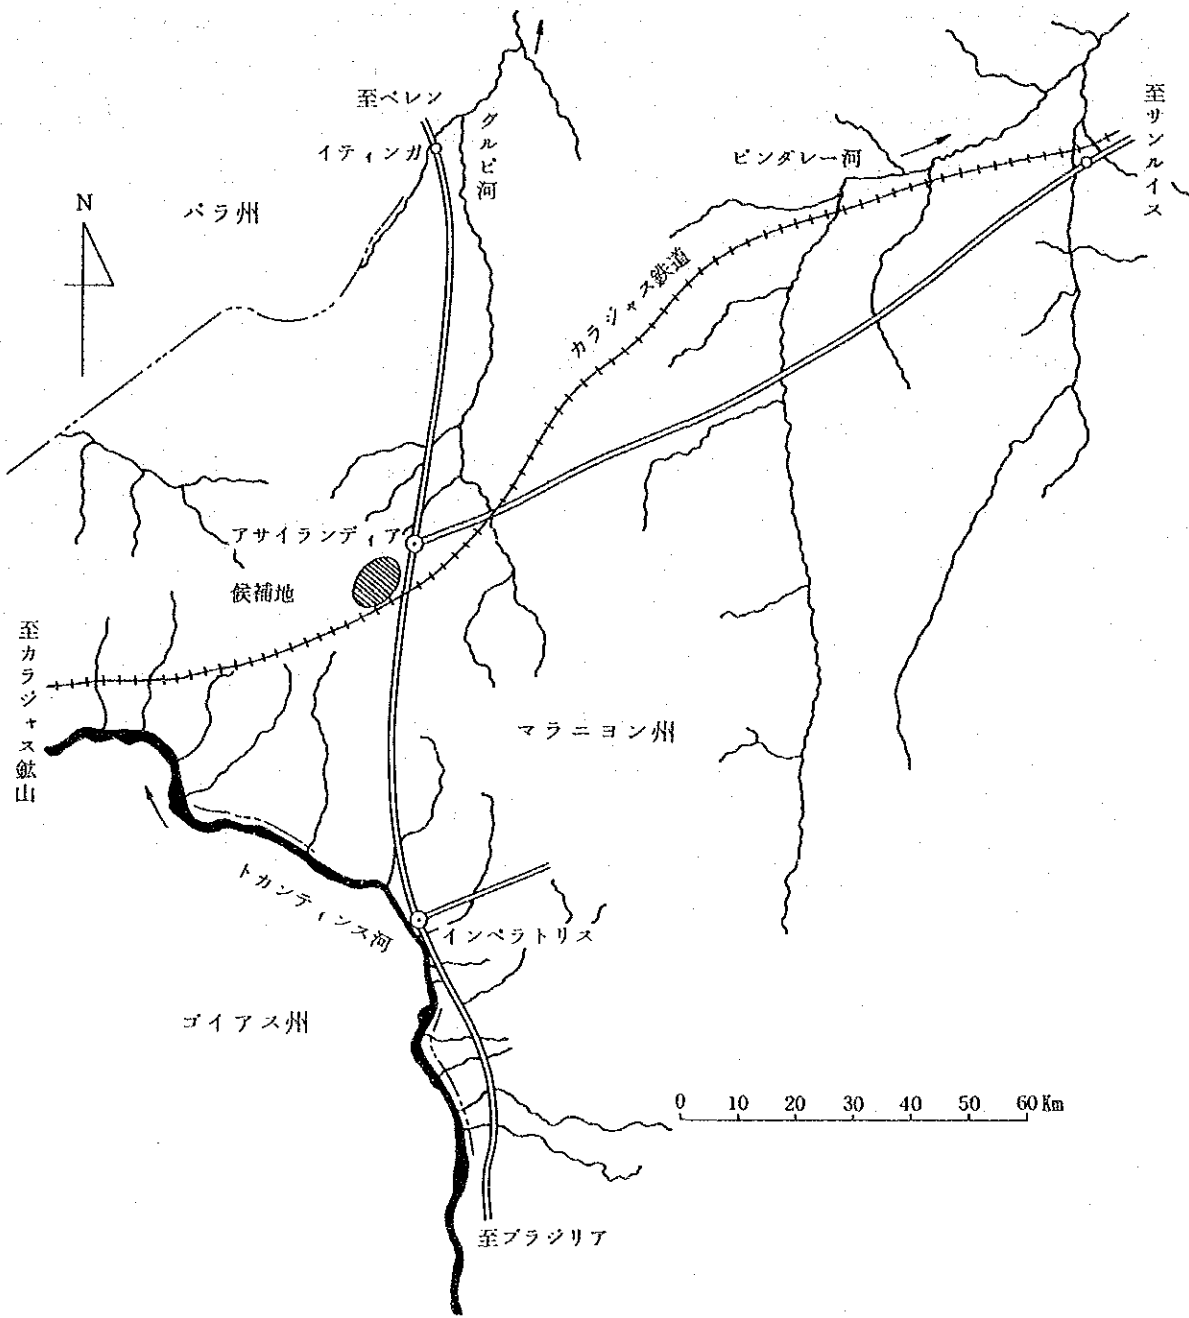 至ベレン
イティンガ
グルピ河
ピンダレー河
至サンルイス
N
パラ州
カラジャス鉄道
アサイランディア
候補地
至カラジャス鉱山
マラニヨン州
トカンティンス河
インペラトリス
ゴイアス州
0 10 20 30 40 50 60 Km
至ブラジリア